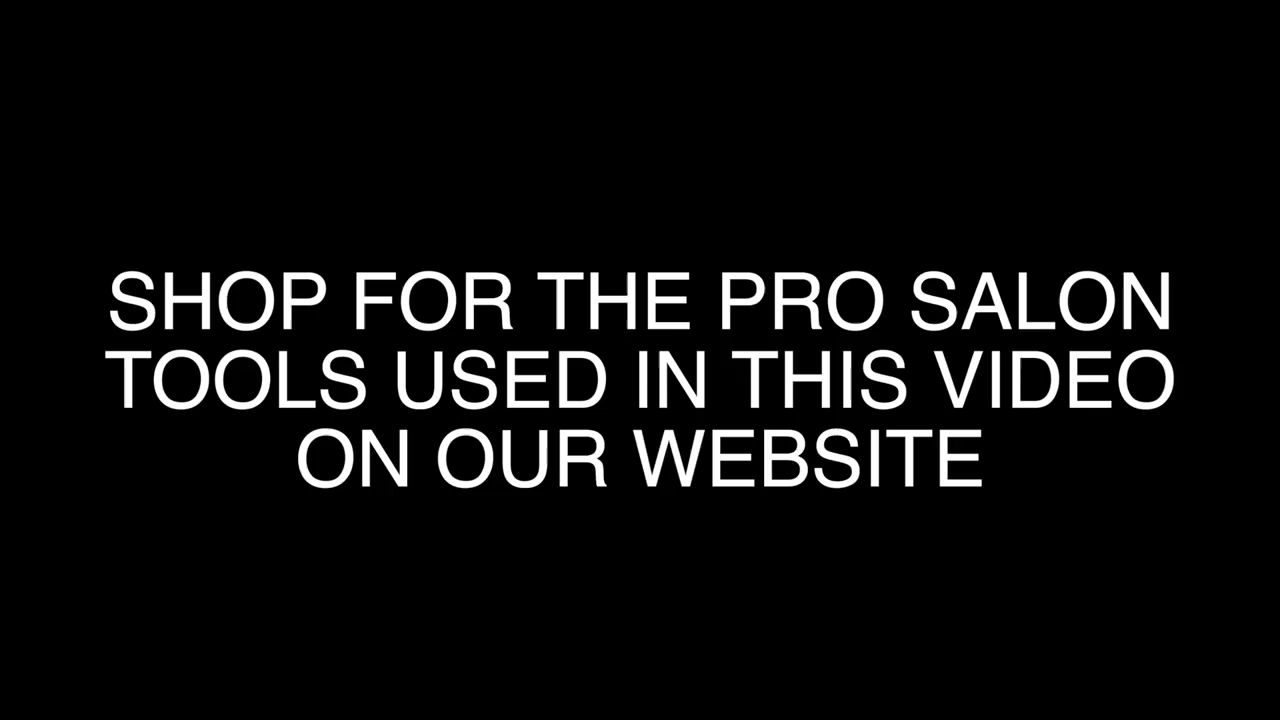 SHOP FOR THE PRO SALON
TOOLS USED IN THIS VIDEO
ON OUR WEBSITE